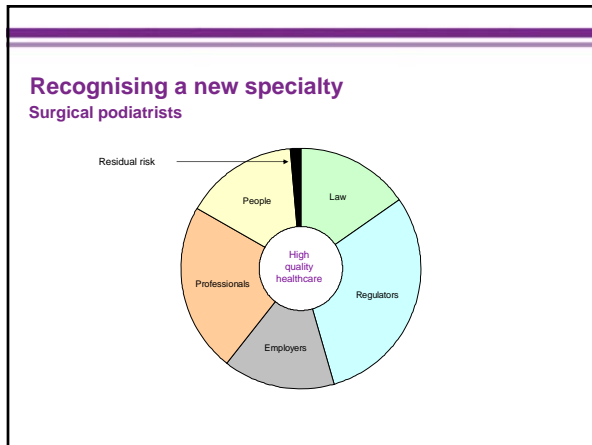 Recognising a new specialty
Surgical podiatrists
Residual risk
People
Law
High
quality
healthcare
Professionals
Regulators
Employers